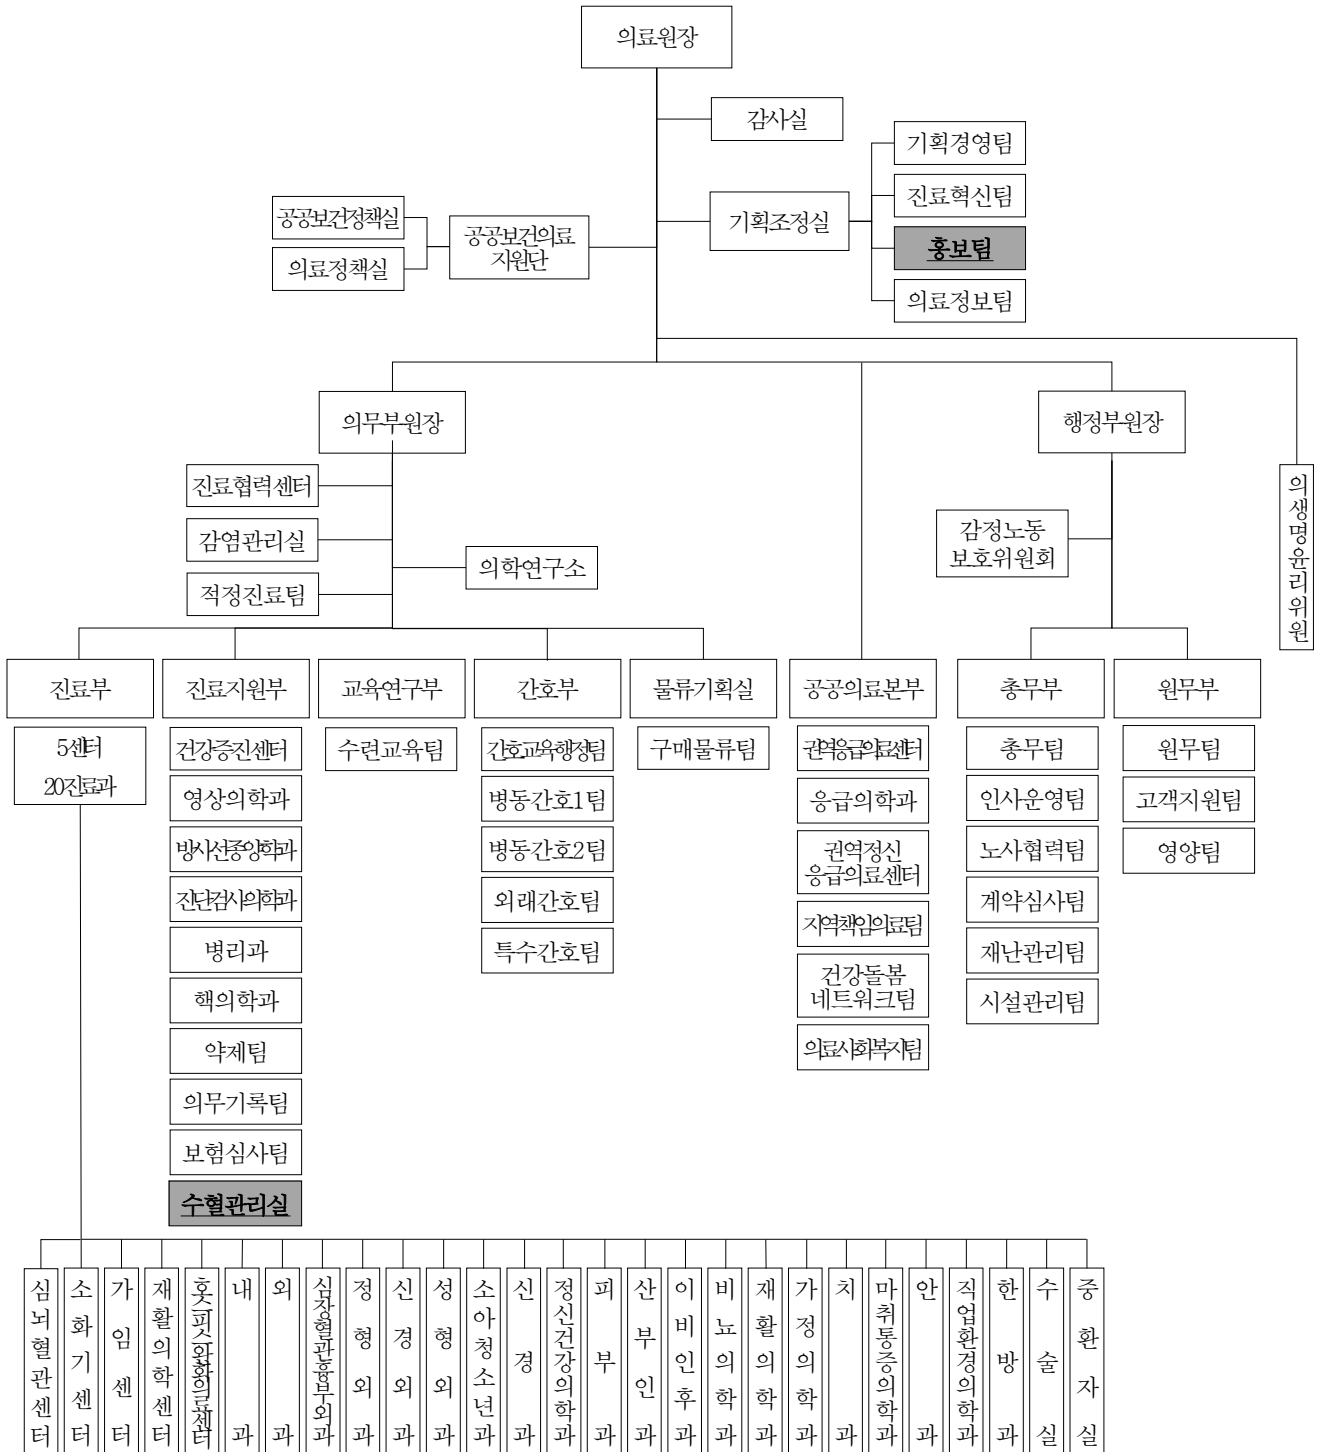 의료원장
감사실
기획경영팀
진료혁신팀
공공보건정책실
기획조정실
공공보건의료
지원단
홍보팀
의료정책실
의료정보팀
의무부원장
행정부원장
진료협력센터
의생명윤리위원
감염관리실
감정노동
보호위원회
의학연구소
적정진료팀
진료부
진료지원부
교육연구부
간호부
물류기획실
공공의료본부
총무부
원무부
5센터
20진료과
건강증진센터
영상의학과
방사선종양학과
진단검사의학과
병리과
핵의학과
약제팀
의무기록팀
보험심사팀
수혈관리실
수련교육팀
간호교육행정팀
병동간호1팀
병동간호2팀
외래간호팀
특수간호팀
구매물류팀
권역응급의료센터
응급의학과
권역정신
응급의료센터
지역책임의료팀
건강돌봄
네트워크팀
의료사회복지팀
총무팀
인사운영팀
노사협력팀
계약심사팀
재난관리팀
시설관리팀
원무팀
고객지원팀
영양팀
심뇌혈관센터
소화기센터
가임센터
재활의학센터
호스피스완화의료센터
내과
외과
심장혈관흉부외과
정형외과
신경외과
성형외과
소아청소년과
신경과
정신건강의학과
피부과
산부인과
이비인후과
비뇨의학과
재활의학과
가정의학과
치과
마취통증의학과
안과
직업환경의학과
한방과
수술실
중환자실